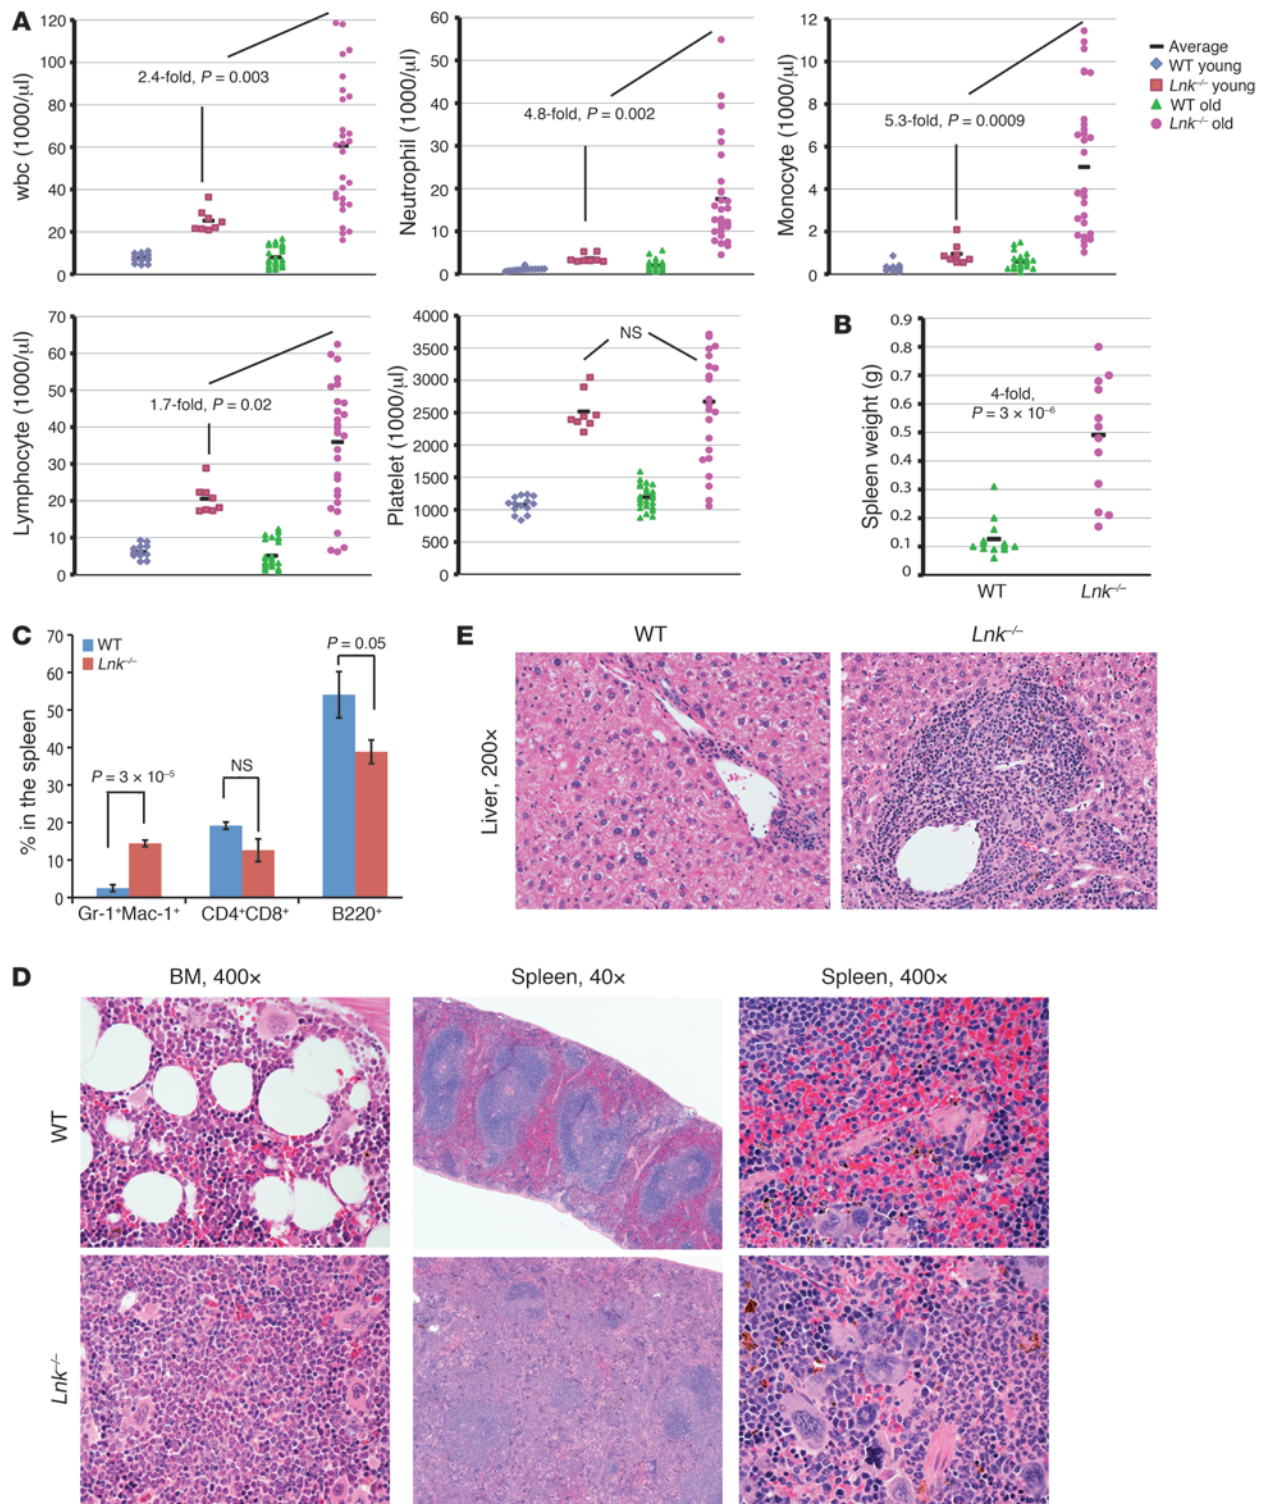 A
wbc (1000/µl)
120
100
80
60
40
20
0
2.4-fold, P = 0.003
Neutrophil (1000/µl)
60
50
40
30
20
10
0
4.8-fold, P = 0.002
Monocyte (1000/µl)
12
10
8
6
4
2
0
5.3-fold, P = 0.0009
Average
WT young
Lnk–/– young
WT old
Lnk–/– old
Lymphocyte (1000/µl)
70
60
50
40
30
20
10
0
1.7-fold, P = 0.02
Platelet (1000/µl)
4000
3500
3000
2500
2000
1500
1000
500
0
NS
B
Spleen weight (g)
0.9
0.8
0.7
0.6
0.5
0.4
0.3
0.2
0.1
0
4-fold,
P = 3 × 10–6
WT
Lnk–/–
C
% in the spleen
70
60
50
40
30
20
10
0
WT
Lnk–/–
P = 3 × 10–5
NS
P = 0.05
Gr-1+Mac-1+
CD4+CD8+
B220+
E
WT
Lnk–/–
Liver, 200×
D
BM, 400×
Spleen, 40×
Spleen, 400×
WT
Lnk–/–